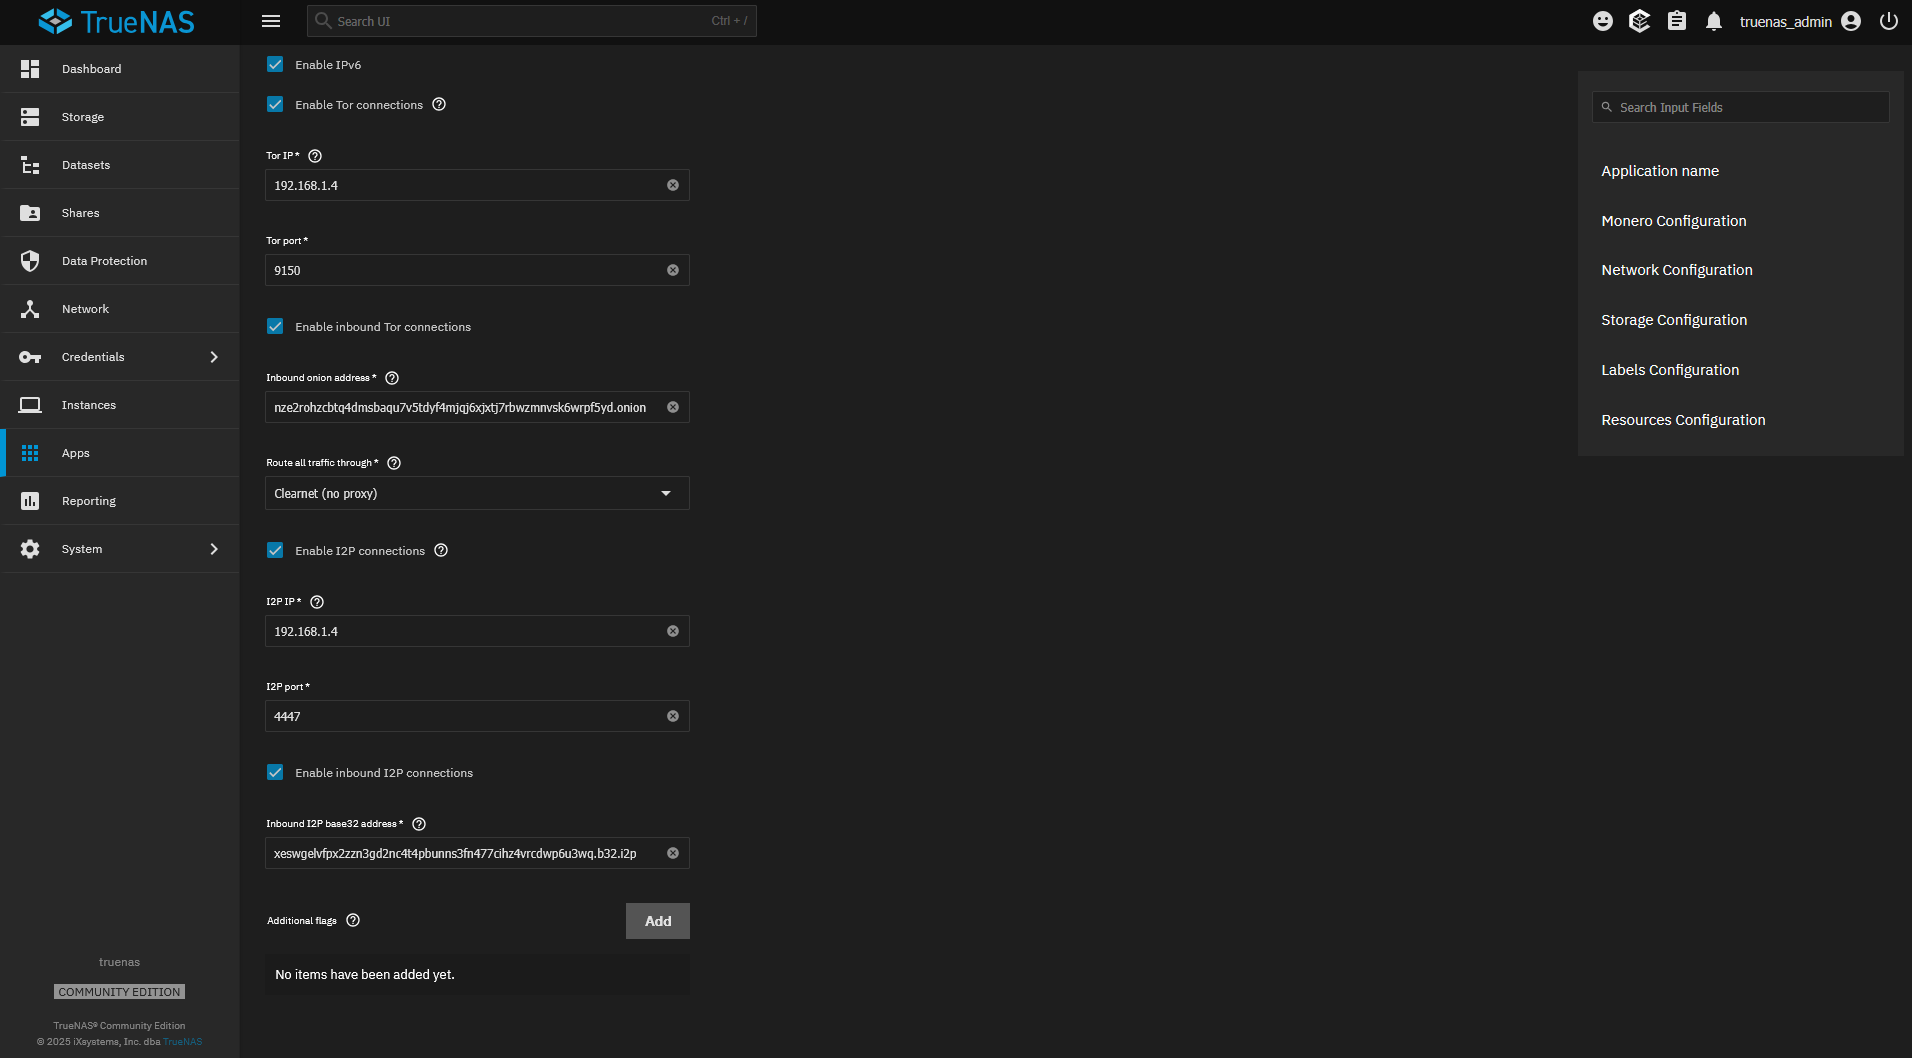 TrueNAS
Search UI
Ctrl + /
truenas_admin
Dashboard
Storage
Datasets
Shares
Data Protection
Network
Credentials
Instances
Apps
Reporting
System
truenas
COMMUNITY EDITION
TrueNAS® Community Edition
© 2025 iXsystems, Inc. dba TrueNAS
Enable IPv6
Enable Tor connections
Tor IP *
192.168.1.4
Tor port *
9150
Enable inbound Tor connections
Inbound onion address *
nze2rohzcbtq4dmsbaqu7v5tdyf4mjqj6xjxtj7rbwzmnvsk6wrpf5yd.onion
Route all traffic through *
Clearnet (no proxy)
Enable I2P connections
I2P IP *
192.168.1.4
I2P port *
4447
Enable inbound I2P connections
Inbound I2P base32 address *
xeswgelvfpx2zzn3gd2nc4t4pbunns3fn477cihz4vrcdwp6u3wq.b32.i2p
Additional flags
Add
No items have been added yet.
Search Input Fields
Application name
Monero Configuration
Network Configuration
Storage Configuration
Labels Configuration
Resources Configuration